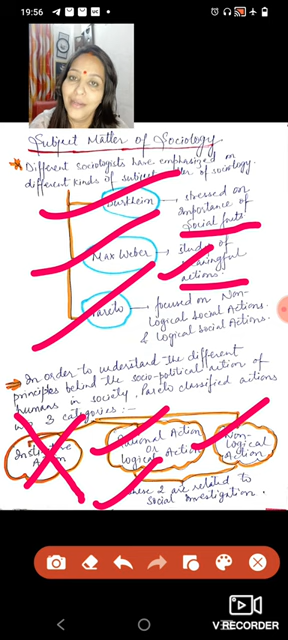 19:56
Subject Matter of Sociology
Different Sociologists have emphasized on
different kinds of subject matter of sociology.
Durkheim → stressed on
importance of
social facts
Max Weber → study of
meaningful
actions.
Pareto → focused on Non-
Logical Social Actions.
& Logical Social Actions.
⇒ In order to understand the different
principles behind the socio-political action of
humans in society, Pareto classified actions
into 3 categories:—
Instinctive Action
Rational Action
or
Logical Action
Non-
Logical
Action
These 2 are related to
Social Investigation.
V RECORDER